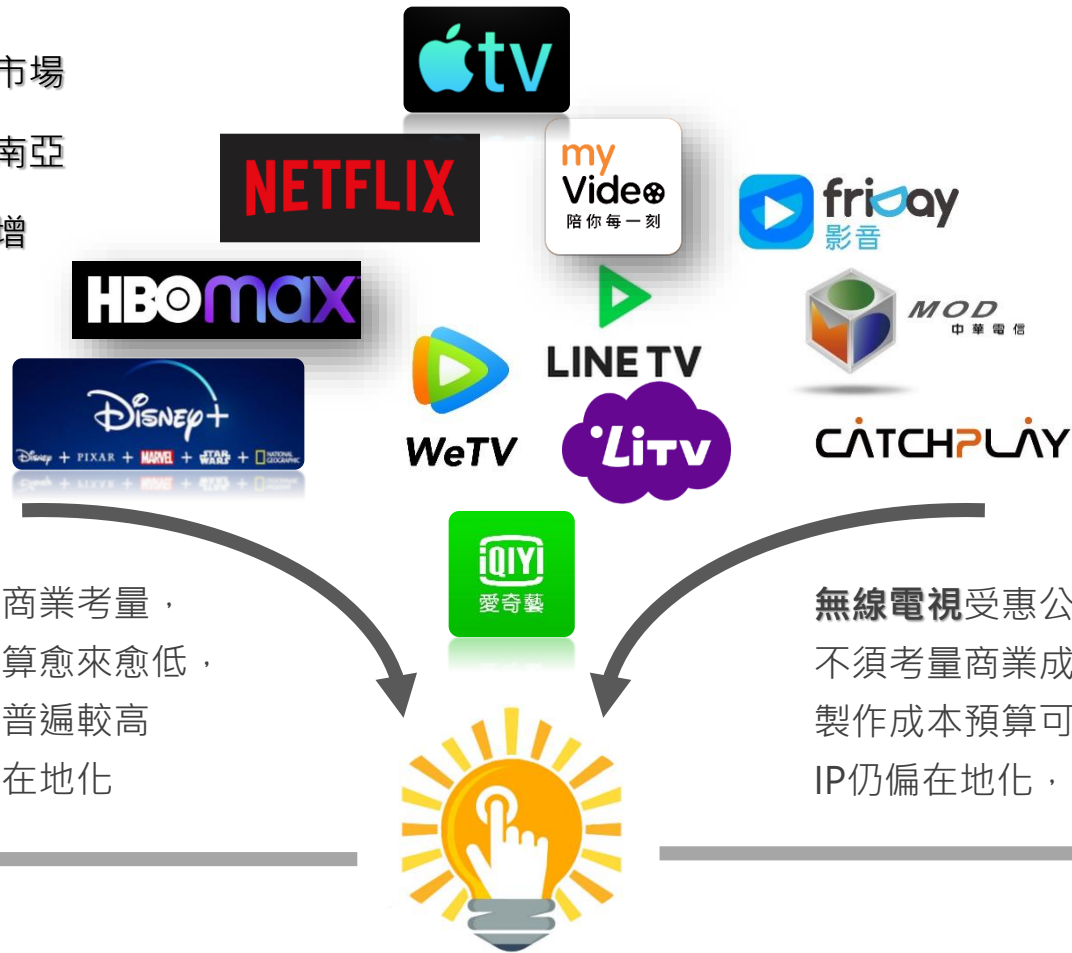 市場
南亞
增
tv
NETFLIX
my
Video
陪你每一刻
friday
影音
HBOmax
MOD
中華電信
LINE TV
Disney+
Disney + PIXAR + MARVEL + STAR WARS + NATIONAL GEOGRAPHIC
WeTV
LiTV
CATCHPLAY
iQIYI
愛奇藝
商業考量，
算愈來愈低，
普遍較高
在地化
無線電視受惠公
不須考量商業成
製作成本預算可
IP仍偏在地化，